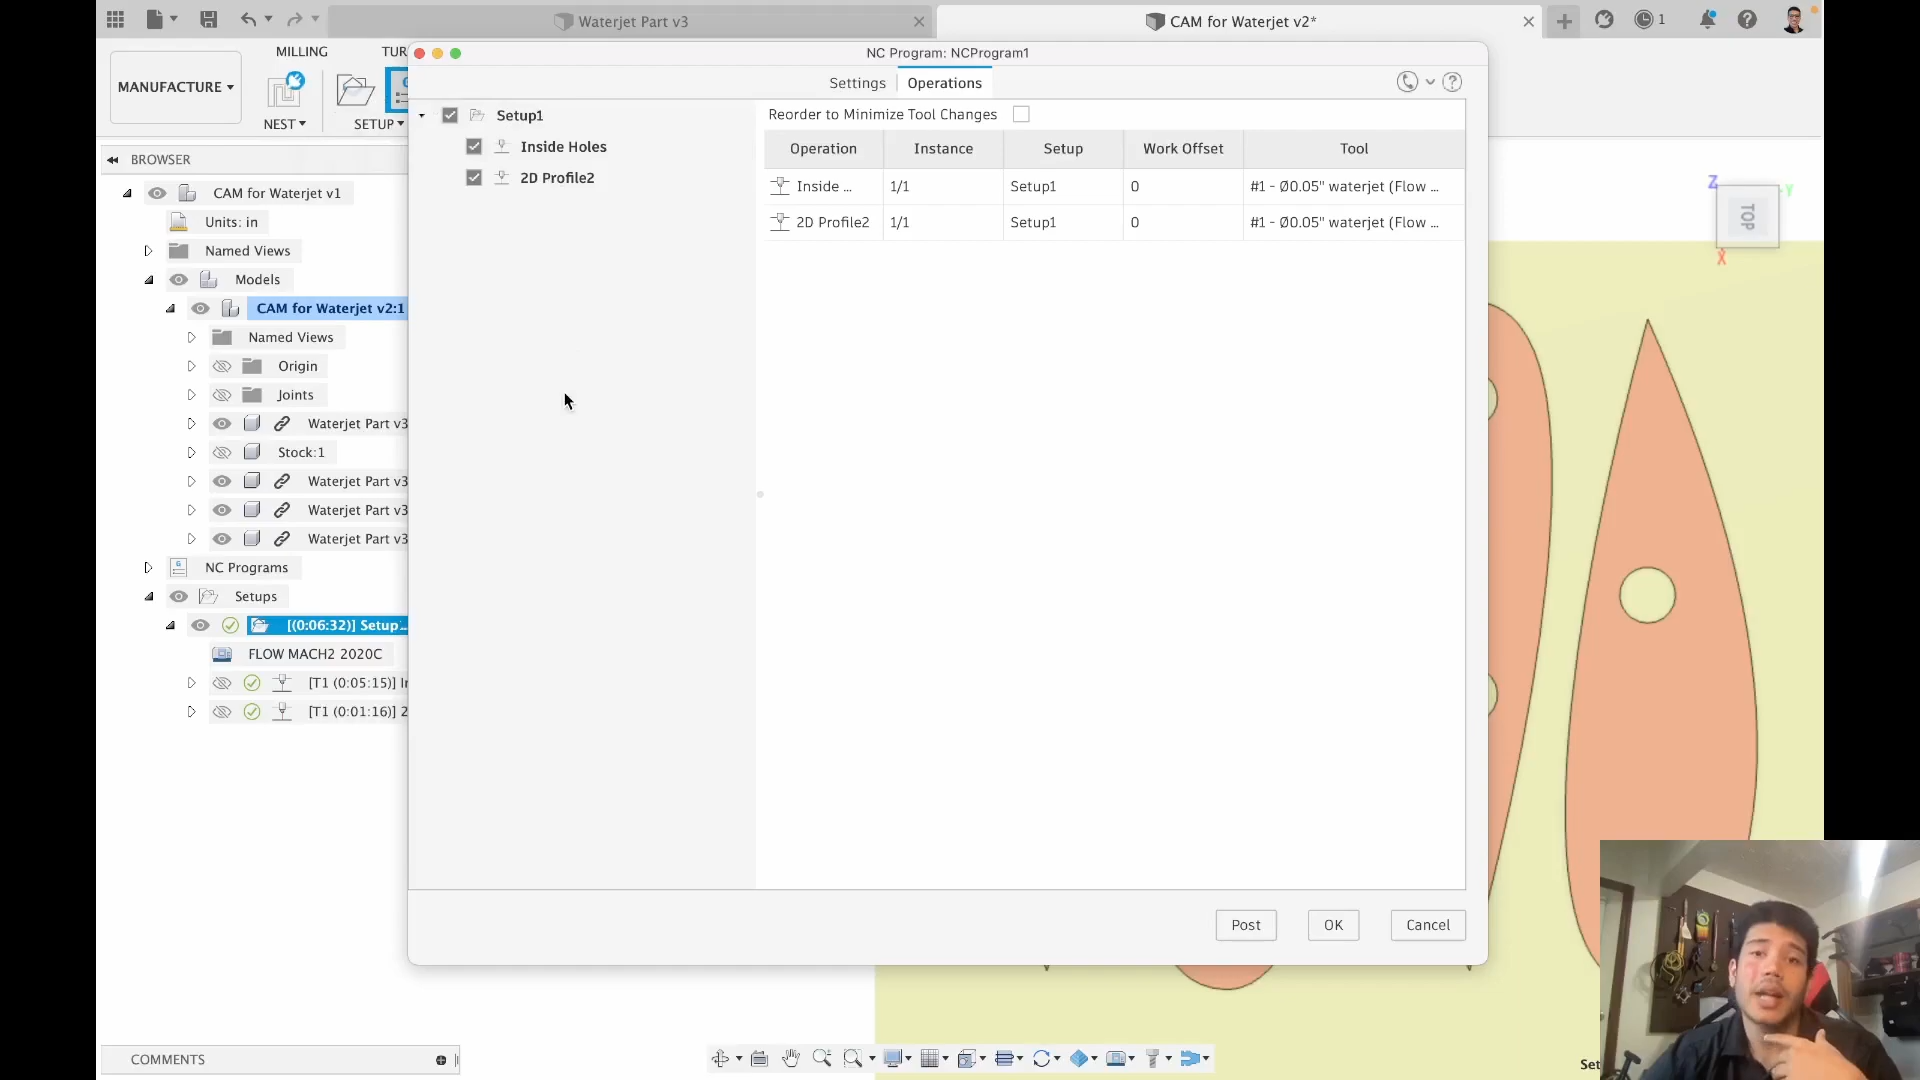 Waterjet Part v3
CAM for Waterjet v2*
1
MANUFACTURE
MILLING
TUR
NEST
SETUP
NC Program: NCProgram1
Settings
Operations
BROWSER
CAM for Waterjet v1
Units: in
Named Views
Models
CAM for Waterjet v2:1
Named Views
Origin
Joints
Waterjet Part v3
Stock:1
Waterjet Part v3
Waterjet Part v3
Waterjet Part v3
NC Programs
Setups
[(0:06:32)] Setup...
FLOW MACH2 2020C
[T1 (0:05:15)] I
[T1 (0:01:16)] 2
Setup1
Inside Holes
2D Profile2
Reorder to Minimize Tool Changes
Operation Instance Setup Work Offset Tool
Inside ... 1/1 Setup1 0 #1 - Ø0.05" waterjet (Flow ...
2D Profile2 1/1 Setup1 0 #1 - Ø0.05" waterjet (Flow ...
Z
Y
TOP
X
Post
OK
Cancel
COMMENTS
Set